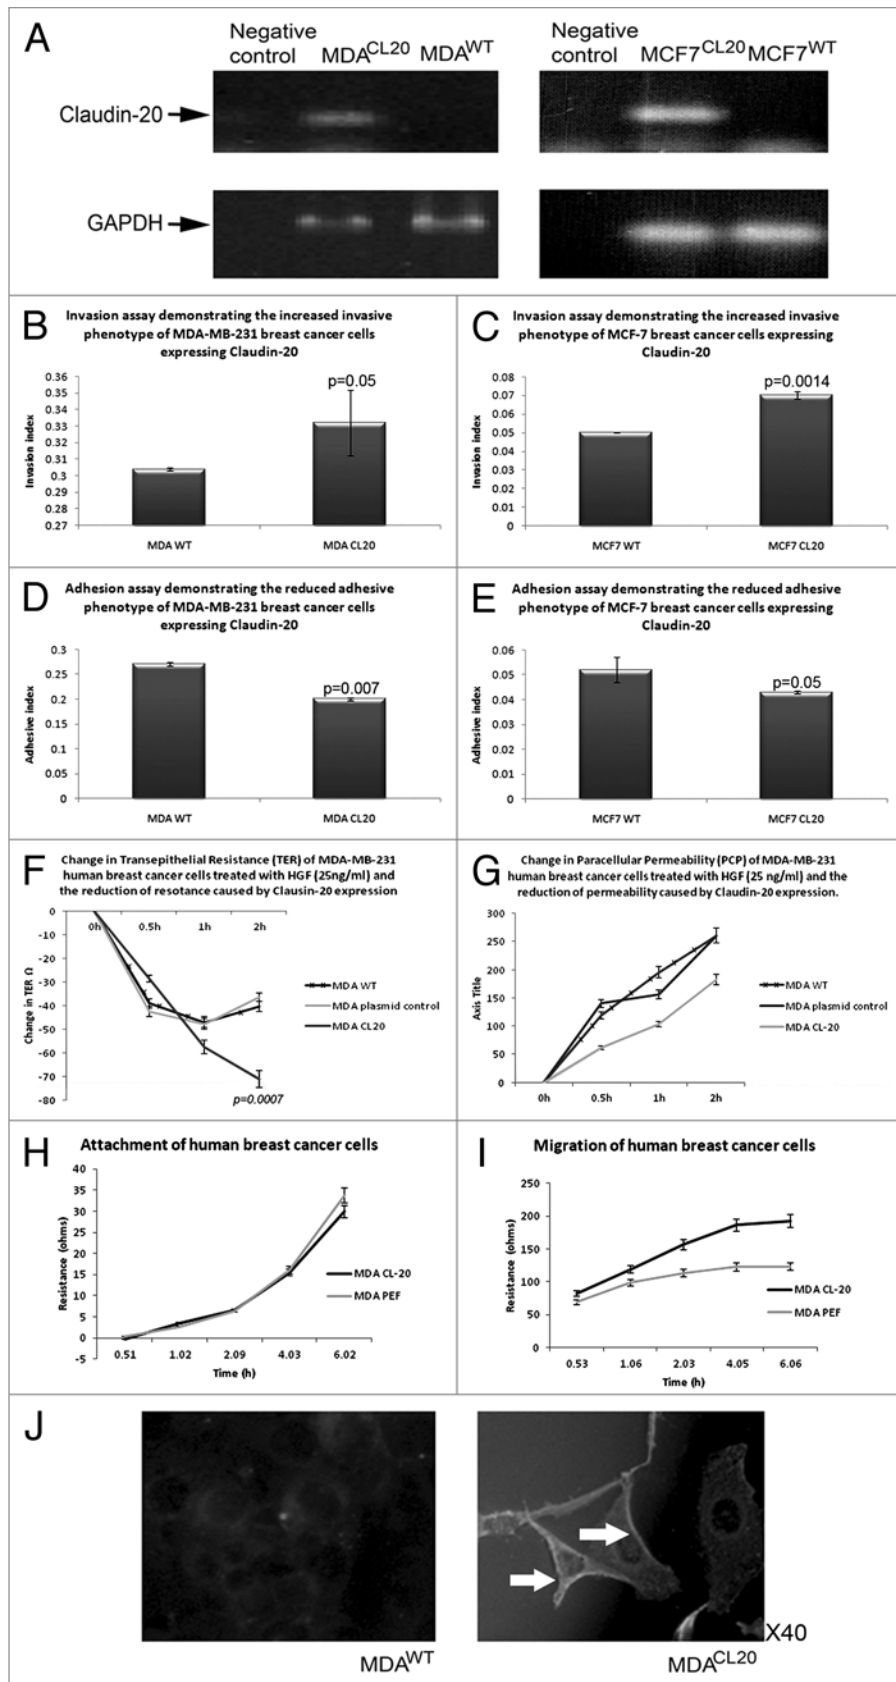 A
Negative control MDA^CL20 MDA^WT
Negative control MCF7^CL20 MCF7^WT
Claudin-20
GAPDH
B
Invasion assay demonstrating the increased invasive
phenotype of MDA-MB-231 breast cancer cells
expressing Claudin-20
Invasion index
0.36
0.35
0.34
0.33
0.32
0.31
0.3
0.29
0.28
0.27
p=0.05
MDA WT
MDA CL20
C
Invasion assay demonstrating the increased invasive
phenotype of MCF-7 breast cancer cells expressing
Claudin-20
Invasion index
0.08
0.07
0.06
0.05
0.04
0.03
0.02
0.01
0
p=0.0014
MCF7 WT
MCF7 CL20
D
Adhesion assay demonstrating the reduced adhesive
phenotype of MDA-MB-231 breast cancer cells
expressing Claudin-20
Adhesive index
0.3
0.25
0.2
0.15
0.1
0.05
0
p=0.007
MDA WT
MDA CL20
E
Adhesion assay demonstrating the reduced adhesive
phenotype of MCF-7 breast cancer cells expressing
Claudin-20
Adhesive index
0.06
0.05
0.04
0.03
0.02
0.01
0
p=0.05
MCF7 WT
MCF7 CL20
F
Change in Transepithelial Resistance (TER) of MDA-MB-231
human breast cancer cells treated with HGF (25ng/ml) and
the reduction of resotance caused by Clausin-20 expression
Change in TER Ω
0
-10
-20
-30
-40
-50
-60
-70
-80
0h
0.5h
1h
2h
MDA WT
MDA plasmid control
MDA CL20
p=0.0007
G
Change in Paracellular Permeability (PCP) of MDA-MB-231
human breast cancer cells treated with HGF (25 ng/ml) and the
reduction of permeability caused by Claudin-20 expression.
Axis Title
300
250
200
150
100
50
0
0h
0.5h
1h
2h
MDA WT
MDA plasmid control
MDA CL-20
H
Attachment of human breast cancer cells
Resistance (ohms)
40
35
30
25
20
15
10
5
0
-5
0.51
1.02
2.09
4.03
6.02
Time (h)
MDA CL-20
MDA PEF
I
Migration of human breast cancer cells
Resistance (ohms)
250
200
150
100
50
0
0.53
1.06
2.03
4.05
6.06
Time (h)
MDA CL-20
MDA PEF
J
X40
MDA^WT
MDA^CL20